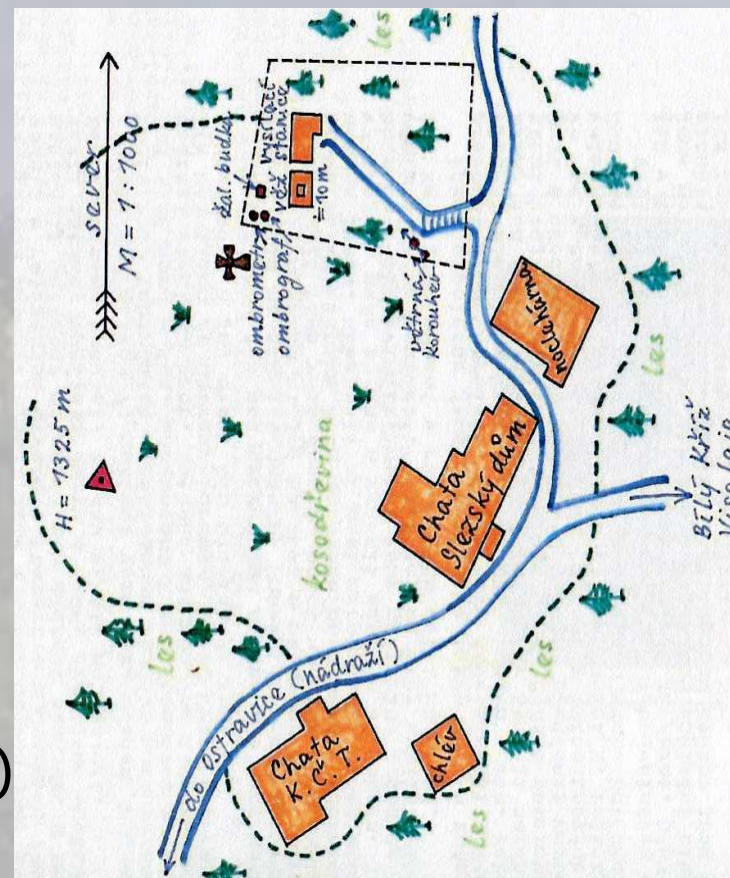 sever
M = 1:1000
H = 1325 m
žal. budka
vysílací
stanice
věž
= 10 m
ombrometr
ombrograf
větrná
korouhev
les
noclehárna
les
kosodřevina
Chata
Slezský dům
Bílý Kříž
les
do Ostravice (nádraží)
Chata
K.Č.T.
chlév
les
les